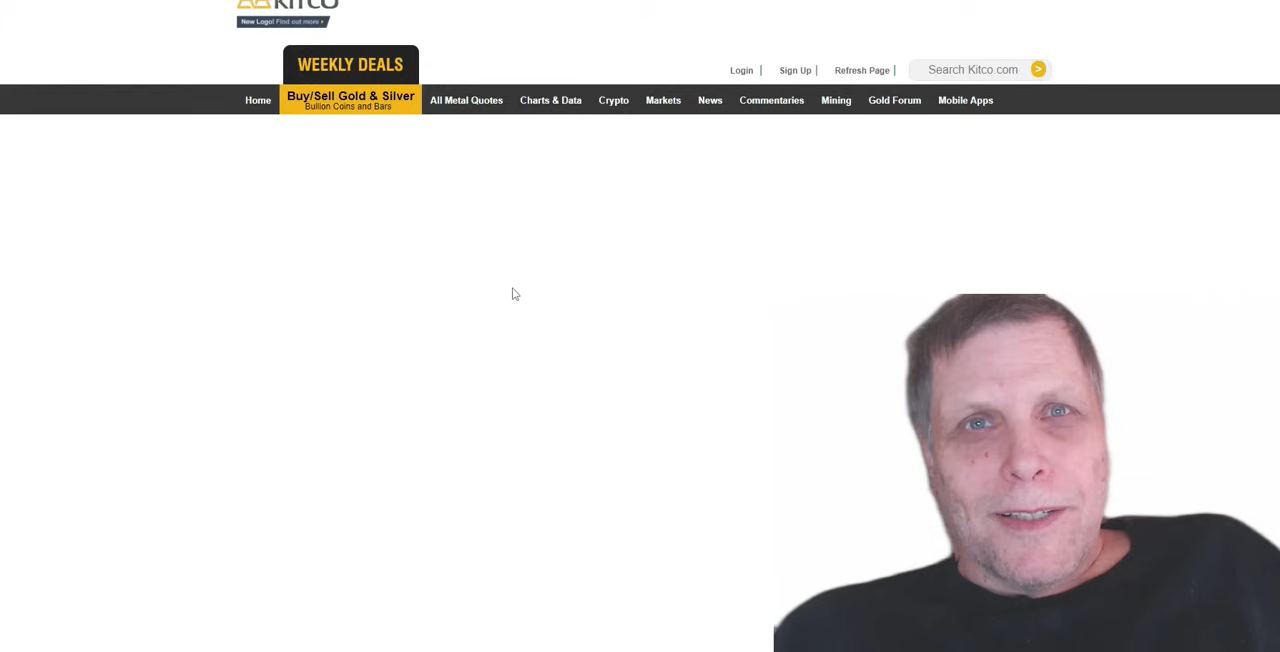 KITCO
New Logo! Find out more ›
WEEKLY DEALS
Login | Sign Up | Refresh Page | Search Kitco.com >
Home
Buy/Sell Gold & Silver
Bullion Coins and Bars
All Metal Quotes Charts & Data Crypto Markets News Commentaries Mining Gold Forum Mobile Apps